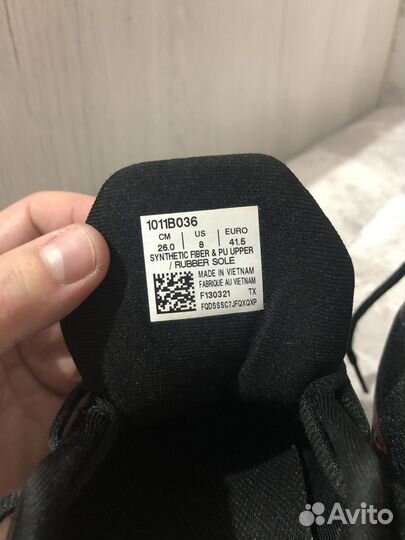 1011B036
CM US EURO
26.0 8 41.5
SYNTHETIC FIBER & PU UPPER
/ RUBBER SOLE
MADE IN VIETNAM
FABRIQUE AU VIETNAM
F130321 TX
FQDSSSC7JFQXQXP
Avito